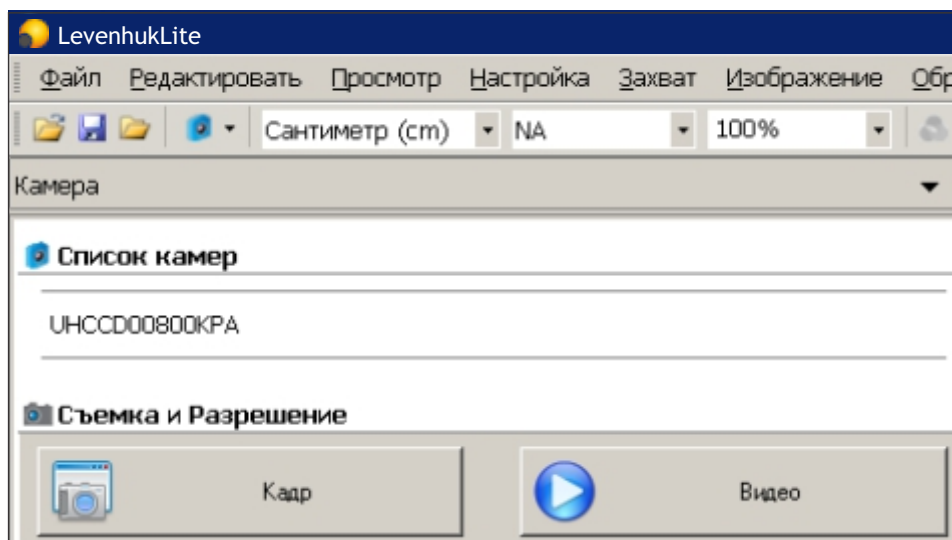 LevenhukLite
Файл Редактировать Просмотр Настройка Захват Изображение
Сантиметр (cm) NA 100%
Камера
Список камер
UHCCD00800KPA
Съемка и Разрешение
Кадр Видео